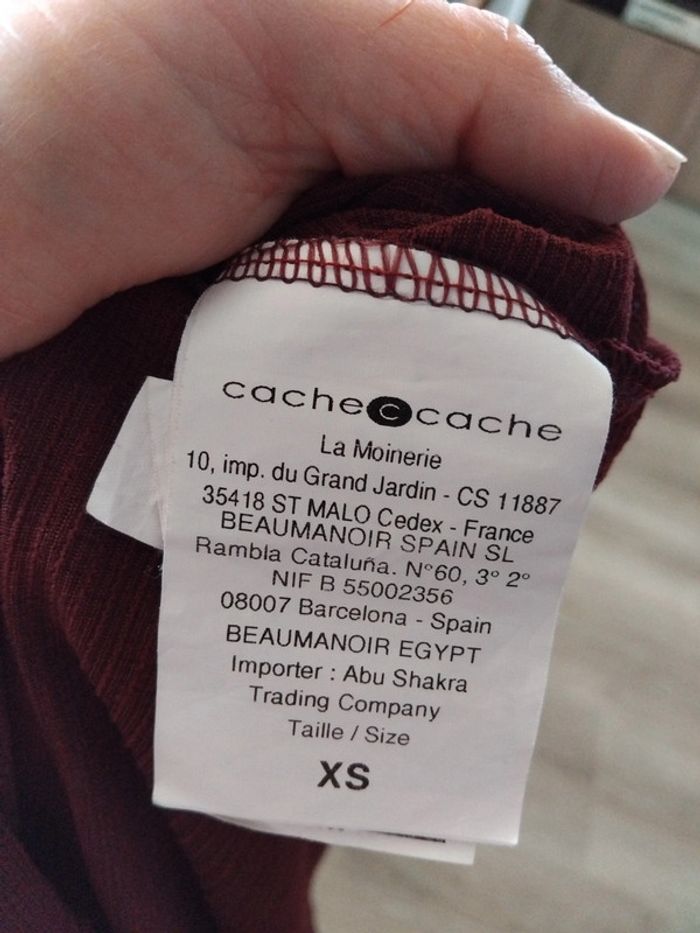 cache c cache
La Moinerie
10, imp. du Grand Jardin - CS 11887
35418 ST MALO Cedex - France
BEAUMANOIR SPAIN SL
Rambla Cataluña. N°60, 3° 2°
NIF B 55002356
08007 Barcelona - Spain
BEAUMANOIR EGYPT
Importer : Abu Shakra
Trading Company
Taille / Size
XS